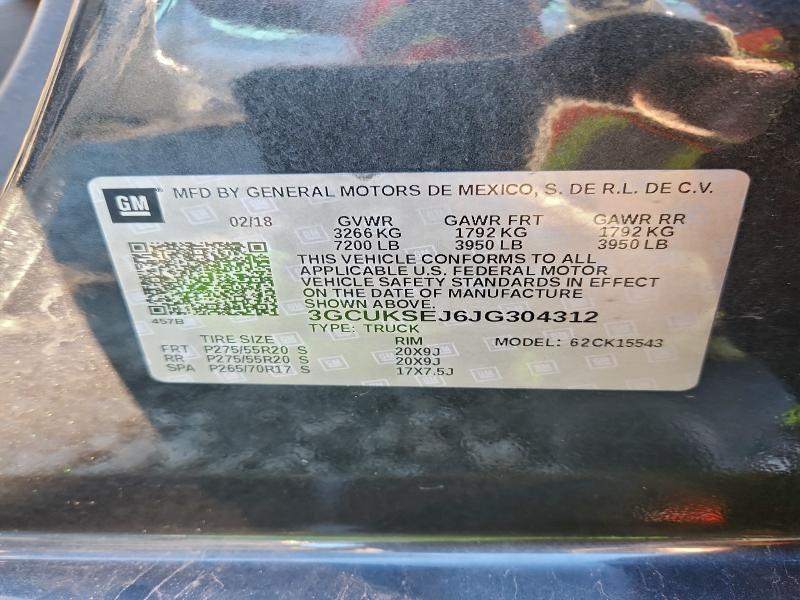 GM MFD BY GENERAL MOTORS DE MEXICO, S. DE R.L. DE C.V.
02/18 GVWR GAWR FRT GAWR RR
3266 KG 1792 KG 1792 KG
7200 LB 3950 LB 3950 LB
THIS VEHICLE CONFORMS TO ALL
APPLICABLE U.S. FEDERAL MOTOR
VEHICLE SAFETY STANDARDS IN EFFECT
ON THE DATE OF MANUFACTURE
SHOWN ABOVE.
457B
3GCUKSEJ6JG304312
TYPE: TRUCK
TIRE SIZE RIM MODEL: 62CK15543
FRT P275/55R20 S 20X9J
RR P275/55R20 S 20X9J
SPA P265/70R17 S 17X7.5J